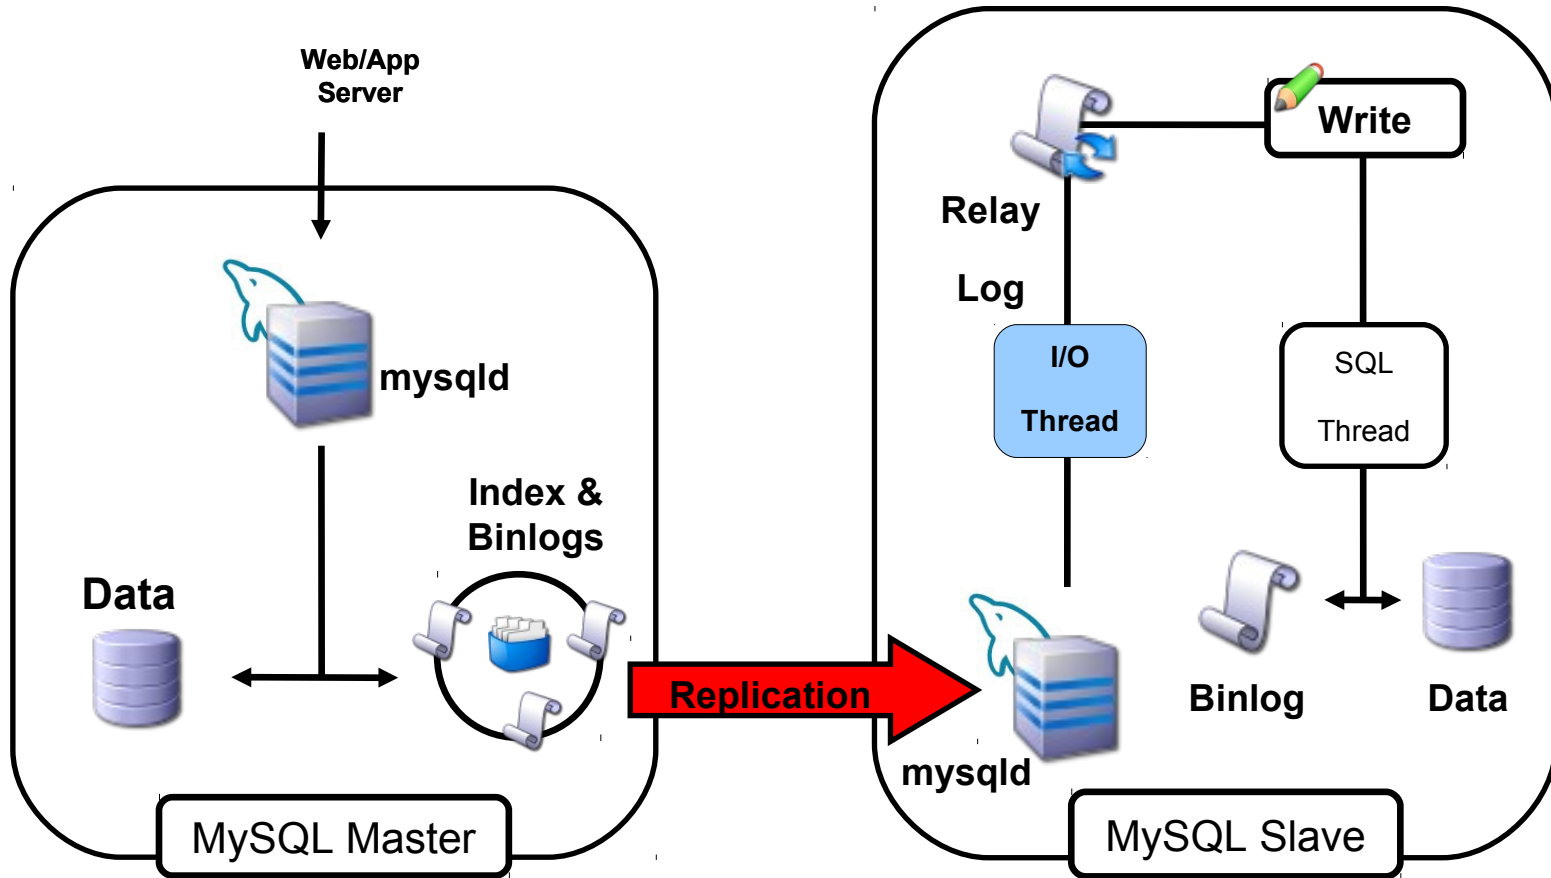 Web/App
Server
mysqld
Index &
Binlogs
Data
MySQL Master
Replication
Write
Relay
Log
I/O
Thread
SQL
Thread
mysqld
Binlog
Data
MySQL Slave